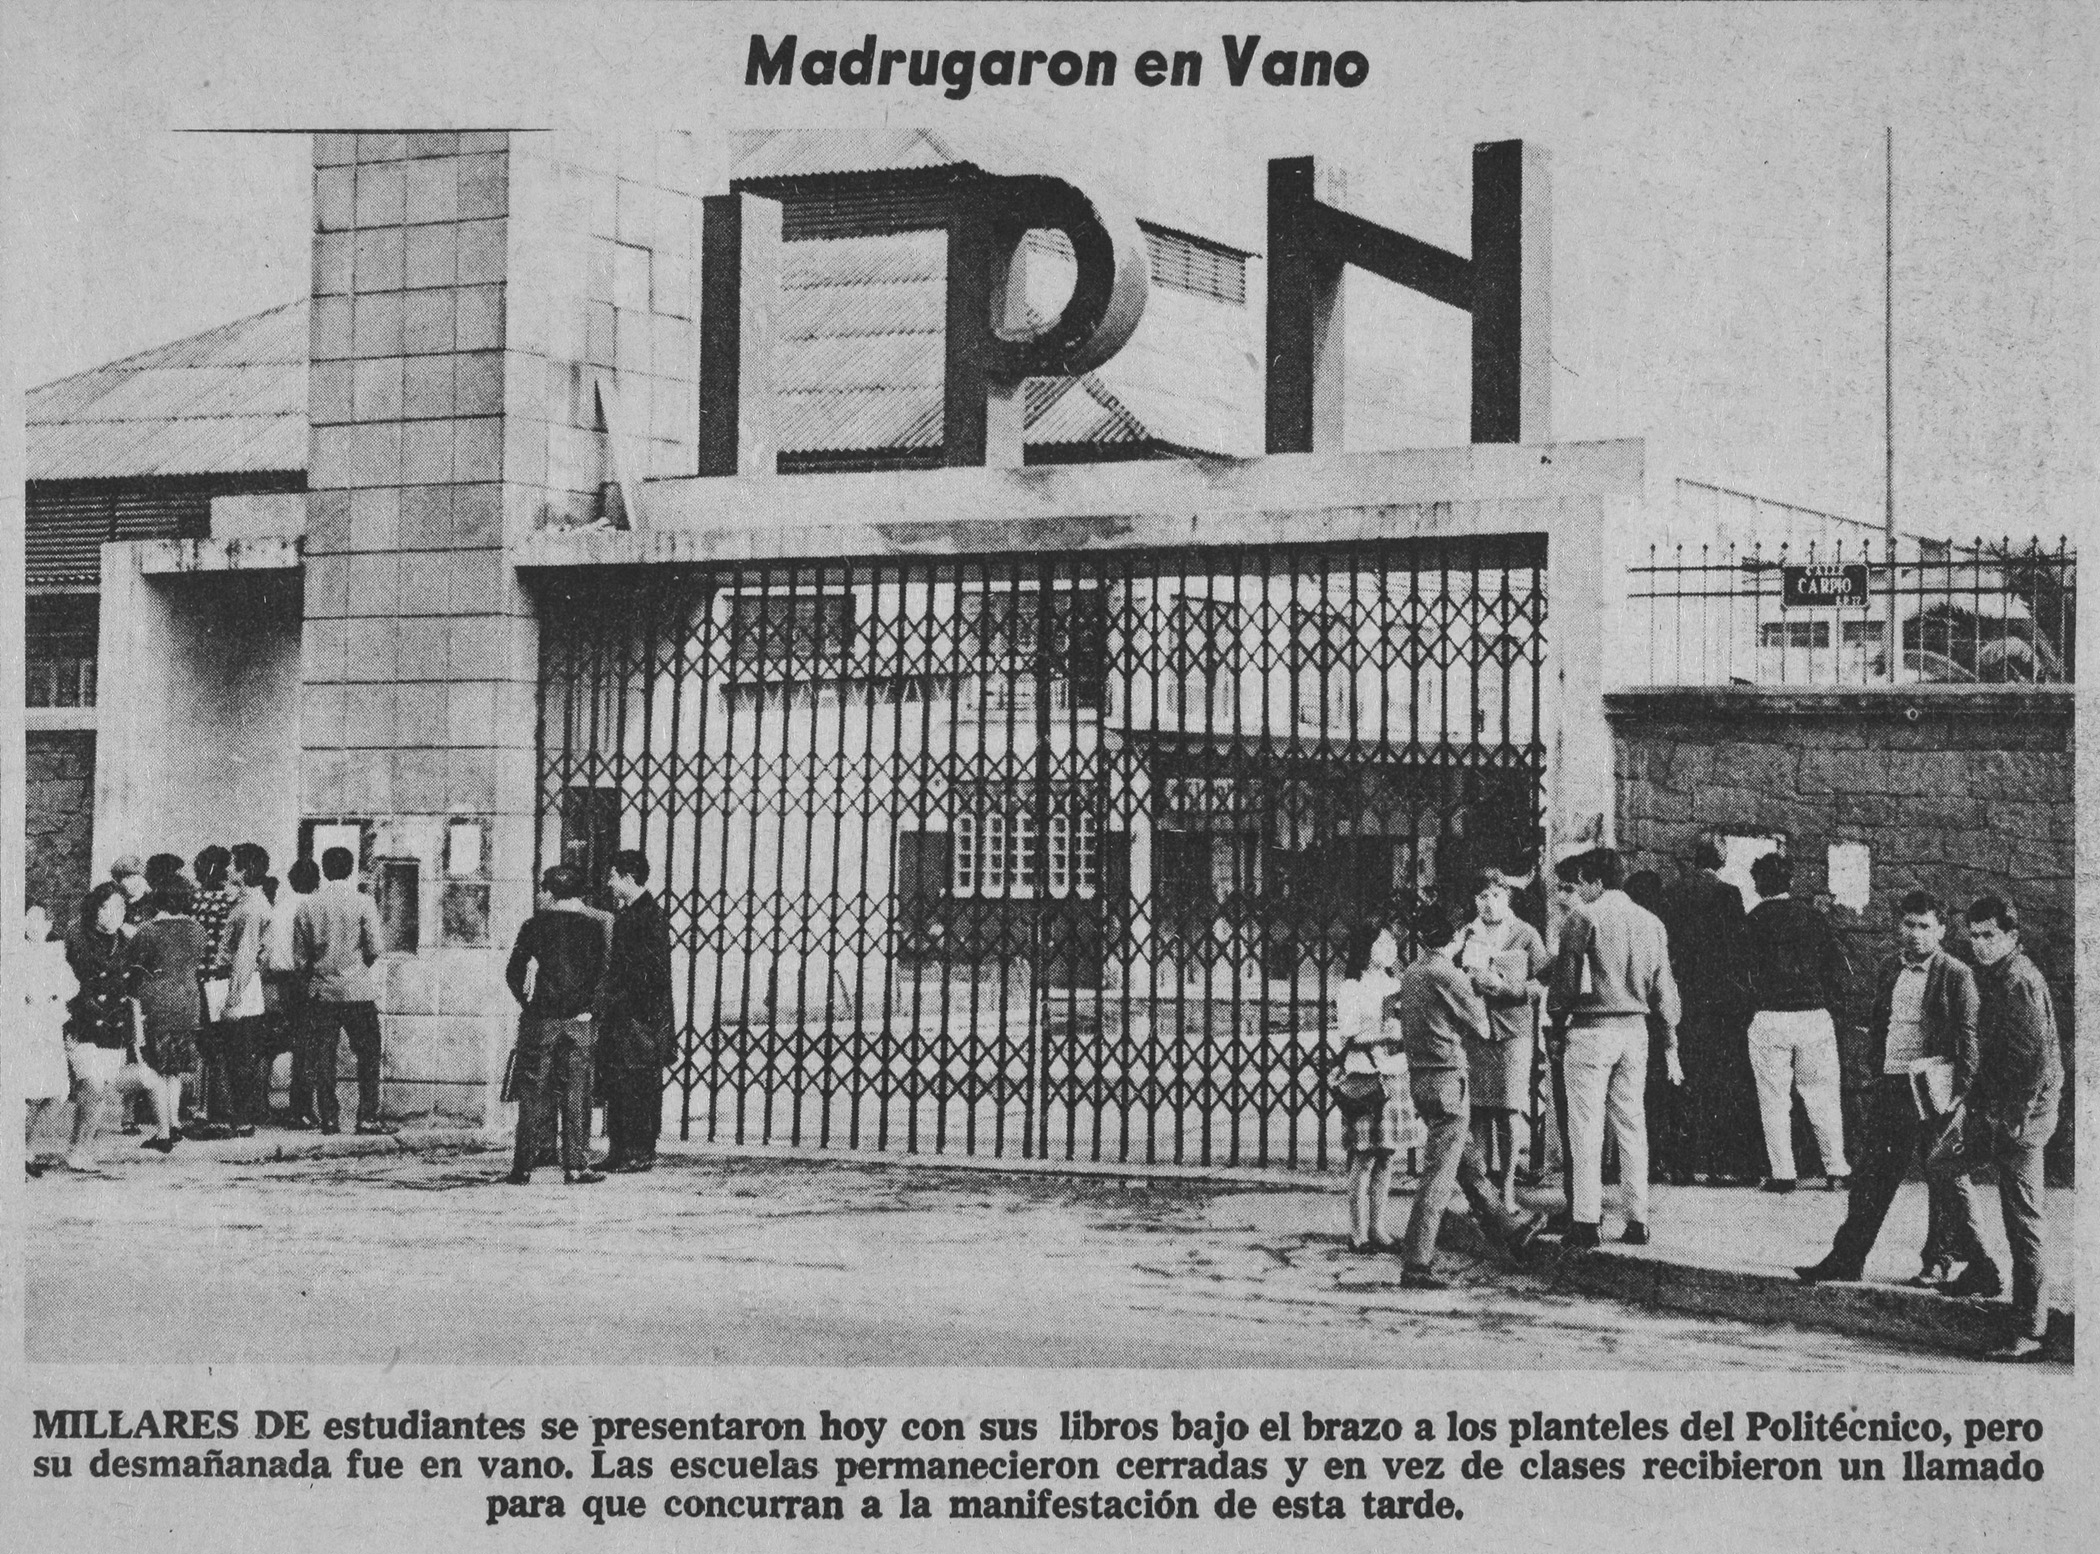 Madrugaron en Vano
IPN
CALLE
CARPIO
MILLARES DE estudiantes se presentaron hoy con sus libros bajo el brazo a los planteles del Politécnico, pero
su desmañanada fue en vano. Las escuelas permanecieron cerradas y en vez de clases recibieron un llamado
para que concurran a la manifestación de esta tarde.